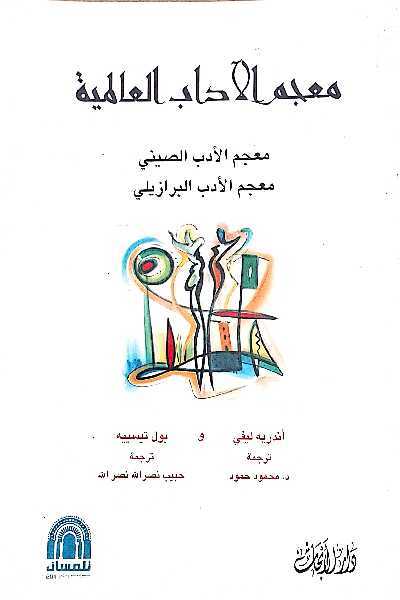 معجم الآداب العالمية
معجم الأدب الصيني
معجم الأدب البرازيلي
أندريه ليفي و بول تيسييه
ترجمة ترجمة
د. محمود حمود حبيب نصرالله نصرالله
دار الأبحاث
تلمسان